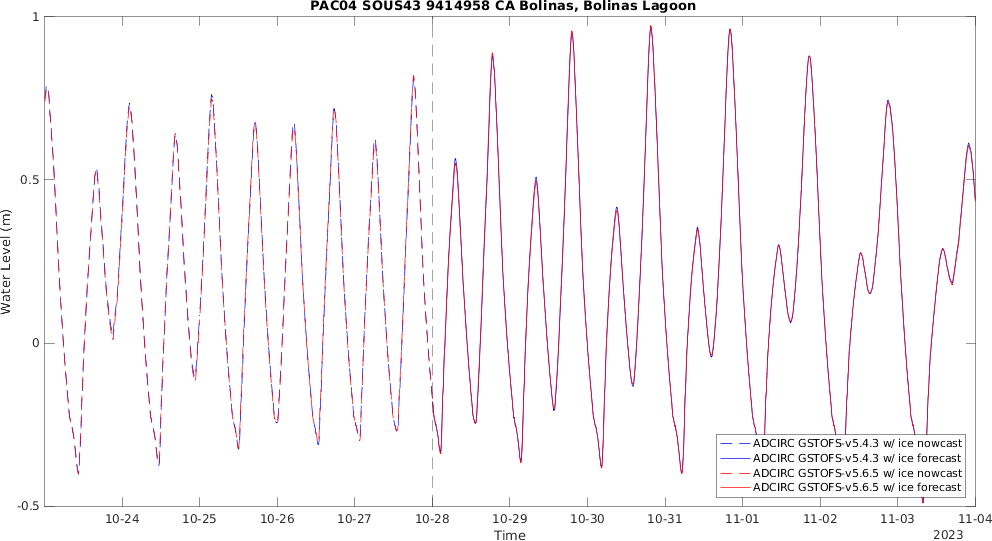 PAC04 SOUS43 9414958 CA Bolinas, Bolinas Lagoon
1
0.5
0
-0.5
Water Level (m)
ADCIRC GSTOFS-v5.4.3 w/ ice nowcast
ADCIRC GSTOFS-v5.4.3 w/ ice forecast
ADCIRC GSTOFS-v5.6.5 w/ ice nowcast
ADCIRC GSTOFS-v5.6.5 w/ ice forecast
10-24 10-25 10-26 10-27 10-28 10-29 10-30 10-31 11-01 11-02 11-03 11-04
Time
2023